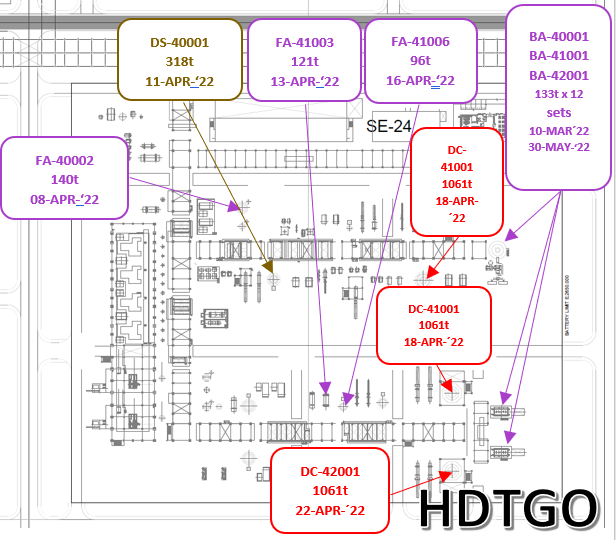 DS-40001
318t
11-APR-‘22
FA-41003
121t
13-APR-‘22
FA-41006
96t
16-APR-‘22
BA-40001
BA-41001
BA-42001
133t x 12
sets
10-MAR´22
30-MAY-‘22
SE-24
FA-40002
140t
08-APR-‘22
DC-
41001
1061t
18-APR-
´22
DC-41001
1061t
18-APR-´22
BATTERY LIMIT E.2650.000
DC-42001
1061t
22-APR-´22
HDTGO